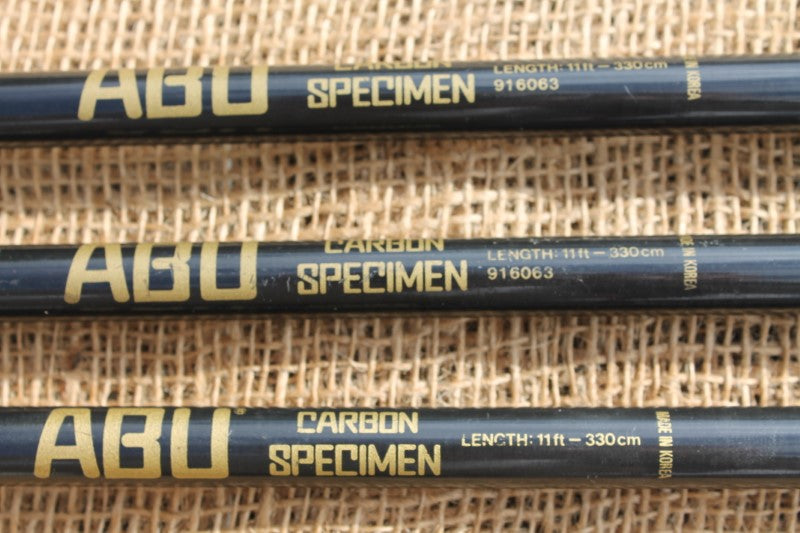 ABU CARBON SPECIMEN LENGTH: 11ft – 330cm 916063 MADE IN KOREA
ABU CARBON SPECIMEN LENGTH: 11ft – 330cm 916063 MADE IN KOREA
ABU® CARBON SPECIMEN LENGTH: 11ft – 330cm MADE IN KOREA